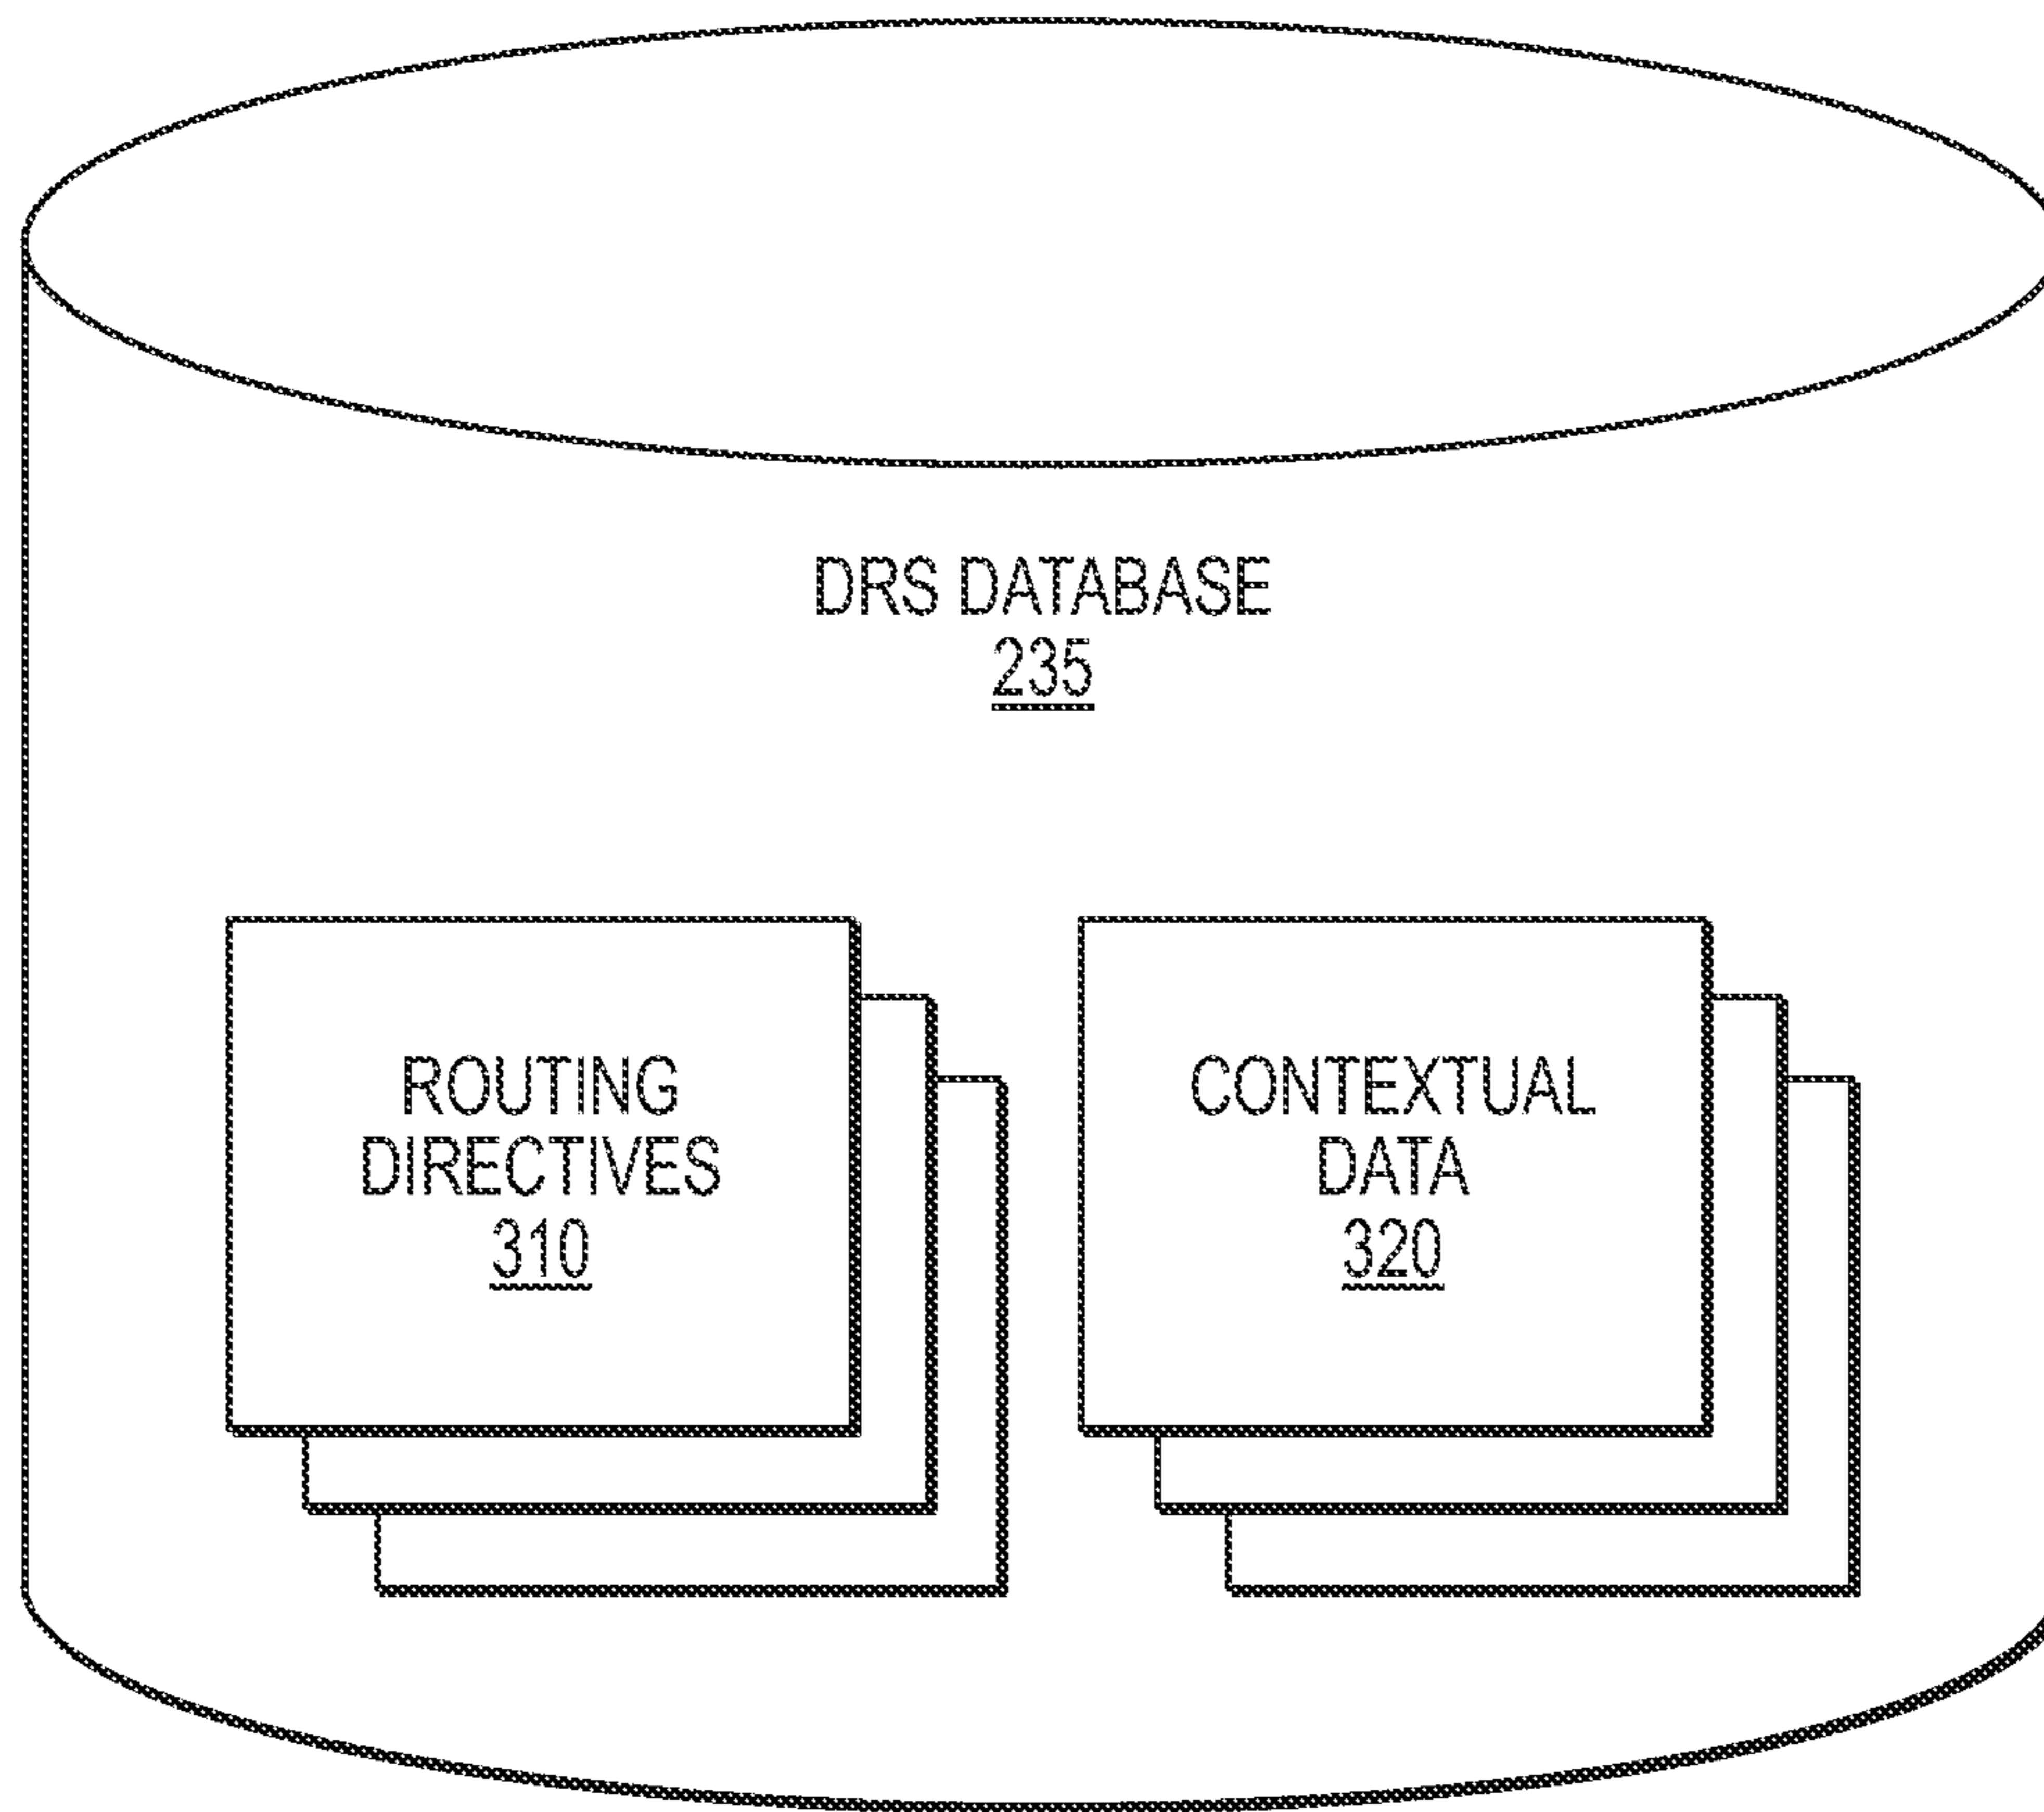 DRS DATABASE
235
ROUTING
DIRECTIVES
310
CONTEXTUAL
DATA
320